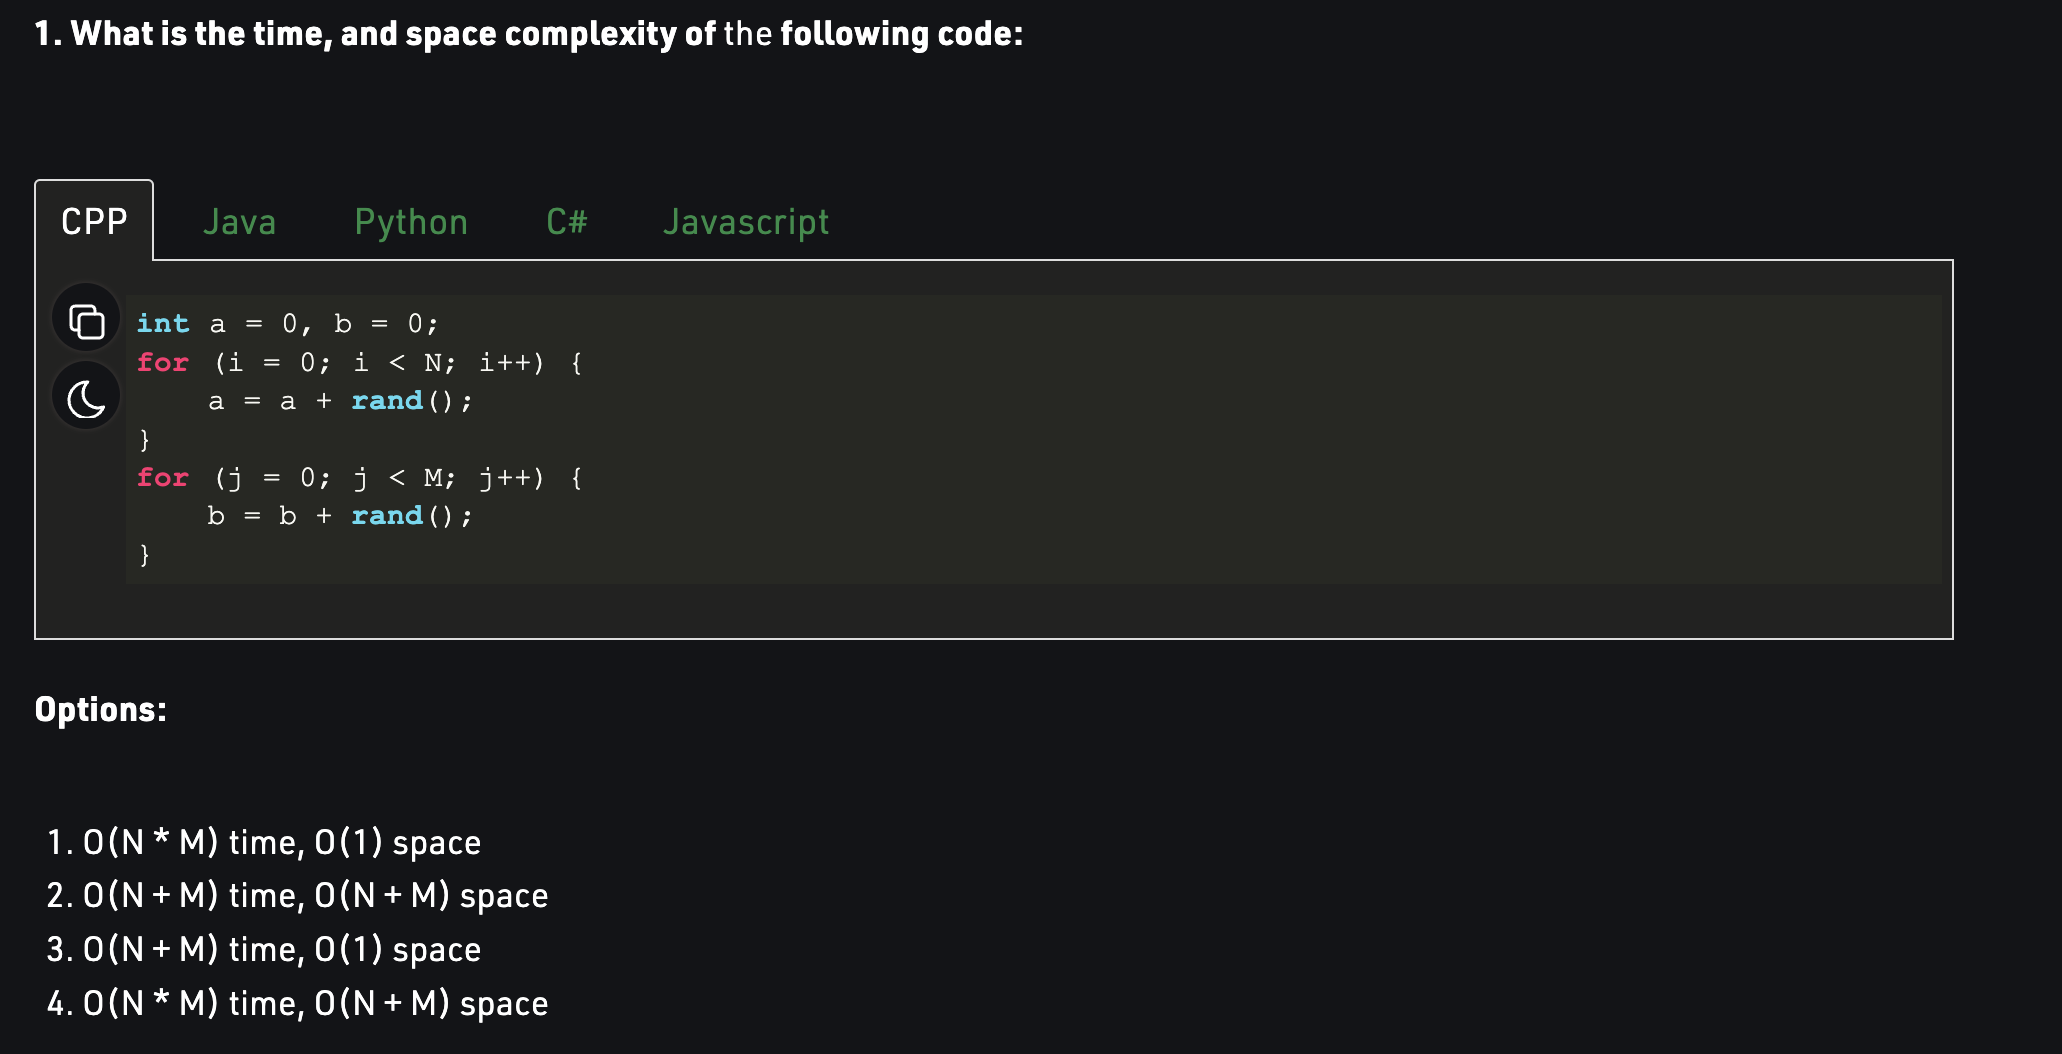 1. What is the time, and space complexity of the following code:
CPP Java Python C# Javascript
int a = 0, b = 0;
for (i = 0; i < N; i++) {
    a = a + rand();
}
for (j = 0; j < M; j++) {
    b = b + rand();
}
Options:
1. O(N * M) time, O(1) space
2. O(N + M) time, O(N + M) space
3. O(N + M) time, O(1) space
4. O(N * M) time, O(N + M) space